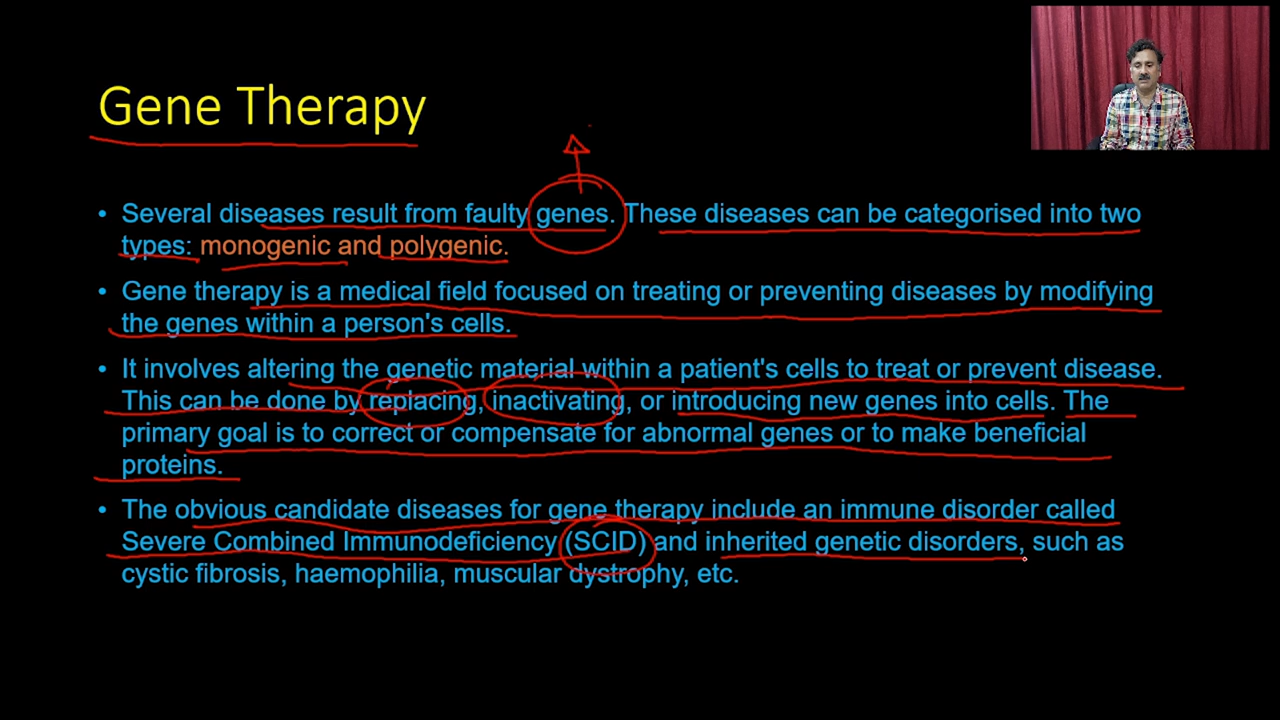 Gene Therapy
• Several diseases result from faulty genes. These diseases can be categorised into two
types: monogenic and polygenic.
• Gene therapy is a medical field focused on treating or preventing diseases by modifying
the genes within a person's cells.
• It involves altering the genetic material within a patient's cells to treat or prevent disease.
This can be done by replacing, inactivating, or introducing new genes into cells. The
primary goal is to correct or compensate for abnormal genes or to make beneficial
proteins.
• The obvious candidate diseases for gene therapy include an immune disorder called
Severe Combined Immunodeficiency (SCID) and inherited genetic disorders, such as
cystic fibrosis, haemophilia, muscular dystrophy, etc.